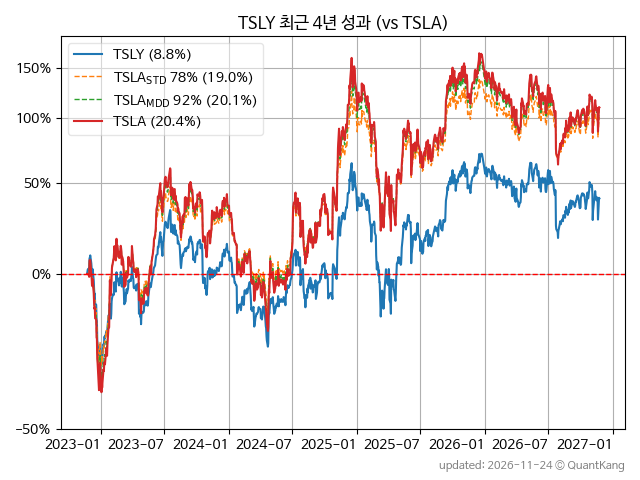 TSLY 최근 4년 성과 (vs TSLA)
TSLY (8.8%)
TSLA_STD 78% (19.0%)
TSLA_MDD 92% (20.1%)
TSLA (20.4%)
150%
100%
50%
0%
−50%
2023-01 2023-07 2024-01 2024-07 2025-01 2025-07 2026-01 2026-07 2027-01
updated: 2026-11-24 © QuantKang